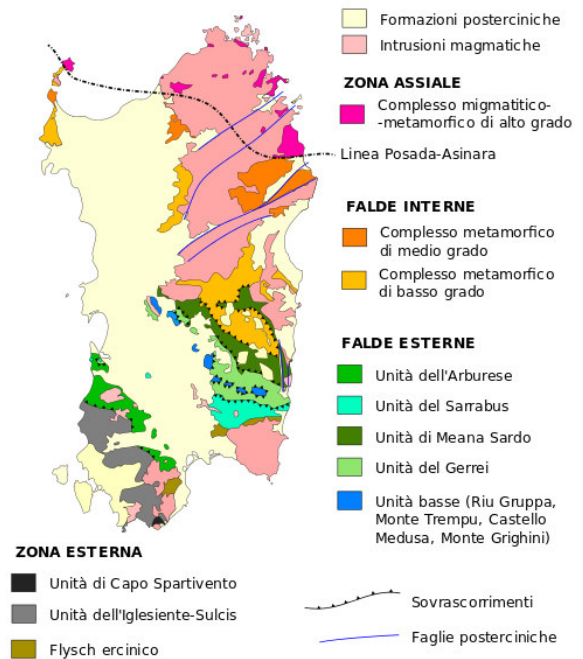 Formazioni posterciniche
Intrusioni magmatiche
ZONA ASSIALE
Complesso migmatitico-
-metamorfico di alto grado
Linea Posada-Asinara
FALDE INTERNE
Complesso metamorfico
di medio grado
Complesso metamorfico
di basso grado
FALDE ESTERNE
Unità dell'Arburese
Unità del Sarrabus
Unità di Meana Sardo
Unità del Gerrei
Unità basse (Riu Gruppa,
Monte Trempu, Castello
Medusa, Monte Grighini)
ZONA ESTERNA
Unità di Capo Spartivento
Unità dell'Iglesiente-Sulcis
Flysch ercinico
Sovrascorrimenti
Faglie posterciniche